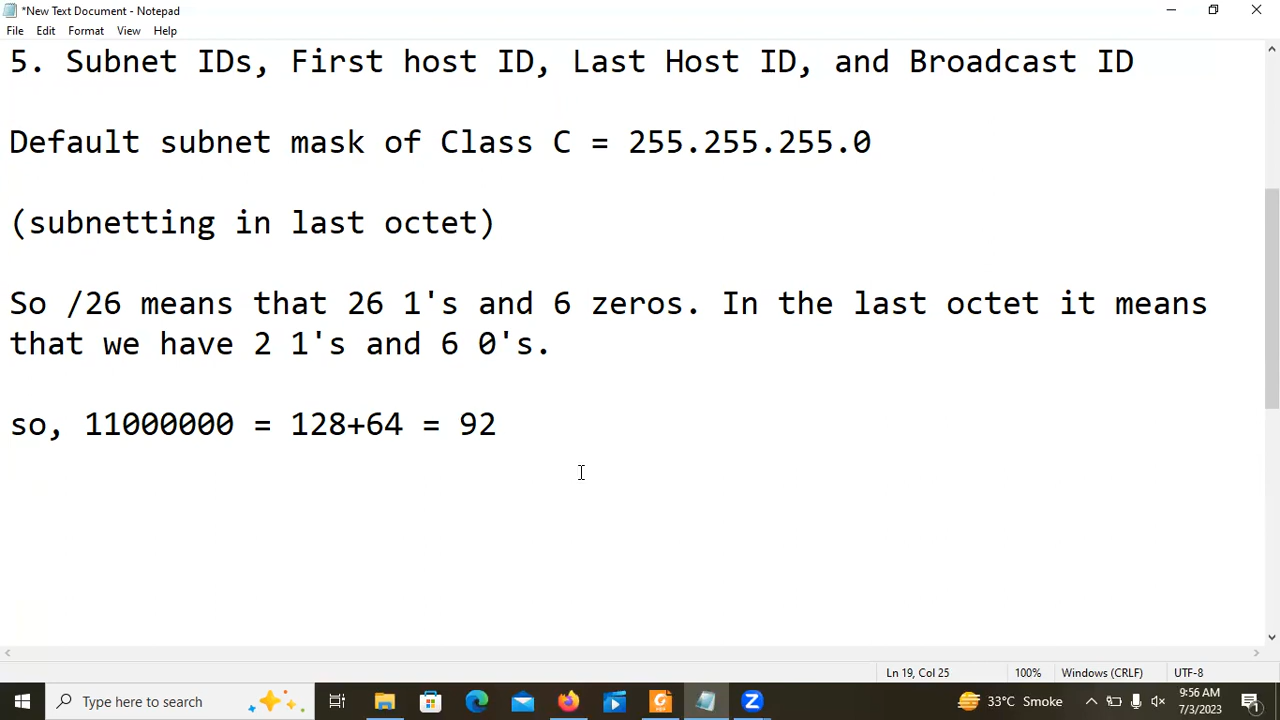 *New Text Document - Notepad
File Edit Format View Help
5. Subnet IDs, First host ID, Last Host ID, and Broadcast ID
Default subnet mask of Class C = 255.255.255.0
(subnetting in last octet)
So /26 means that 26 1's and 6 zeros. In the last octet it means
that we have 2 1's and 6 0's.
so, 11000000 = 128+64 = 92
Ln 19, Col 25 100% Windows (CRLF) UTF-8
Type here to search 33°C Smoke 9:56 AM
7/3/2023